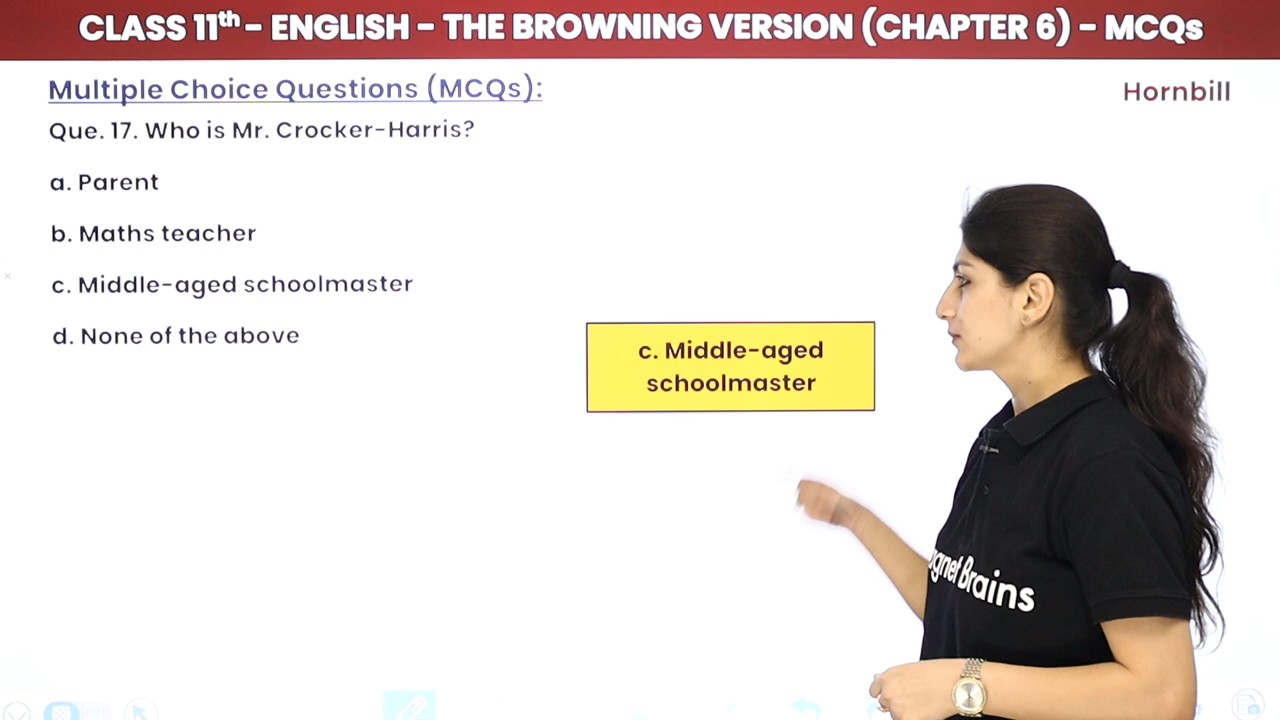 CLASS 11th - ENGLISH - THE BROWNING VERSION (CHAPTER 6) - MCQs
Multiple Choice Questions (MCQs):
Hornbill
Que. 17. Who is Mr. Crocker-Harris?
a. Parent
b. Maths teacher
c. Middle-aged schoolmaster
d. None of the above
c. Middle-aged
schoolmaster
Brains